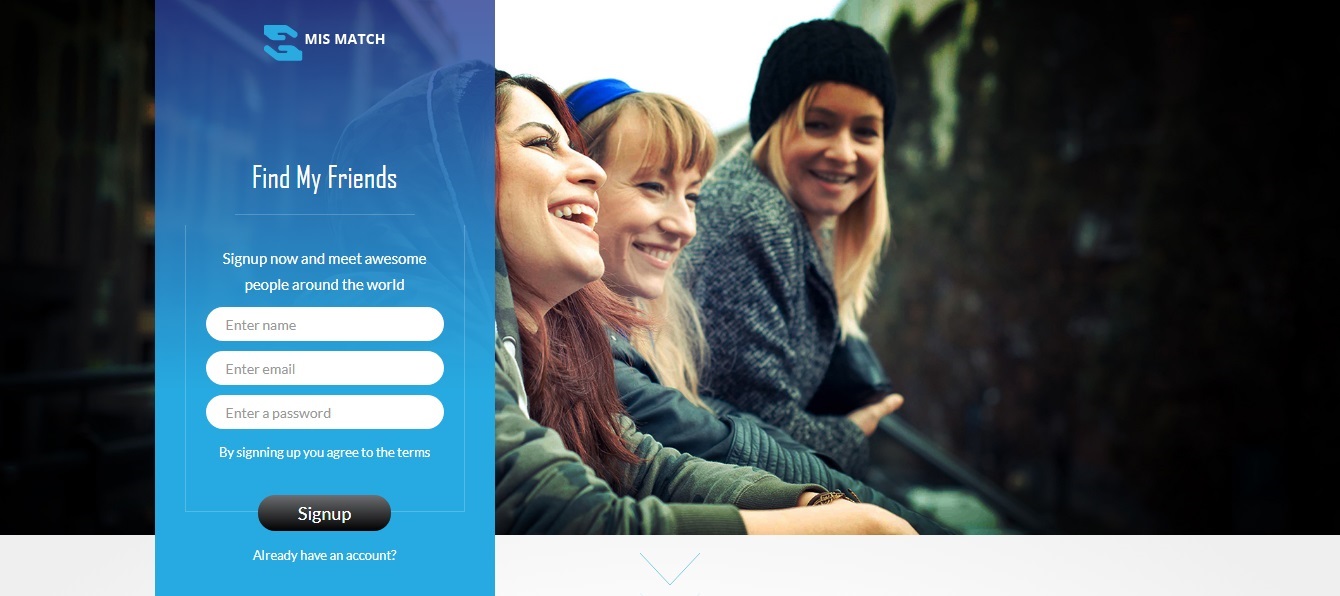 MIS MATCH
Find My Friends
Signup now and meet awesome
people around the world
Enter name
Enter email
Enter a password
By signning up you agree to the terms
Signup
Already have an account?